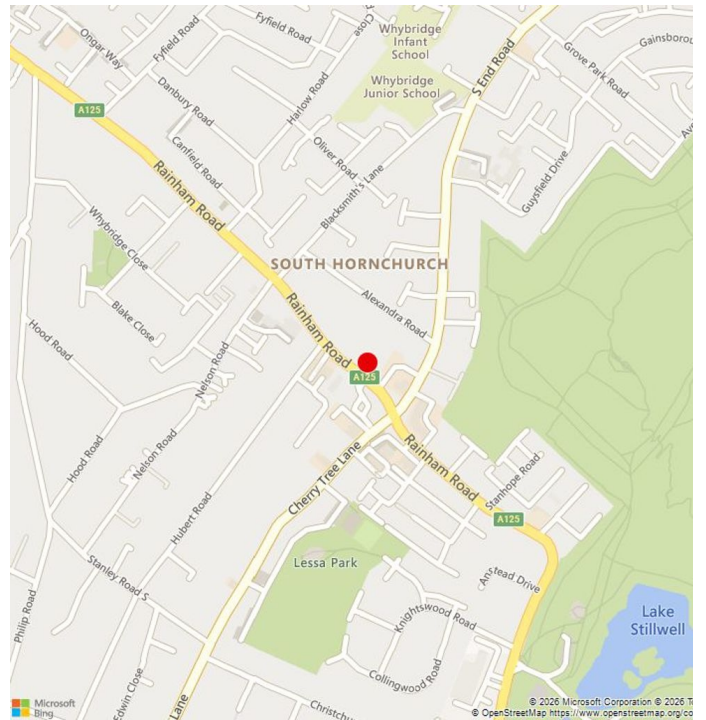 Fyfield Road
Ongar Way
Fyfield Road
Whybridge
Infant
School
S End Road
Grove Park Road
Whybridge
Junior School
Danbury Road
Harlow Road
A125
Canfield Road
Oliver Road
Blacksmith's Lane
Guysfield Drive
Rainham Road
Whybridge Close
SOUTH HORNCHURCH
Alexandra Road
Blake Close
Rainham Road
Hood Road
Nelson Road
A125
Hood Road
Nelson Road
Cherry Tree Lane
Rainham Road
Stanhope Road
Hubert Road
A125
Stanley Road S
Lessa Park
Anstead Drive
Philip Road
Knightswood Road
Lake
Stillwell
Collingwood Road
Lane
Microsoft
Bing
© 2026 Microsoft Corporation © 2026 T
© OpenStreetMap https://www.openstreetmap.org/co